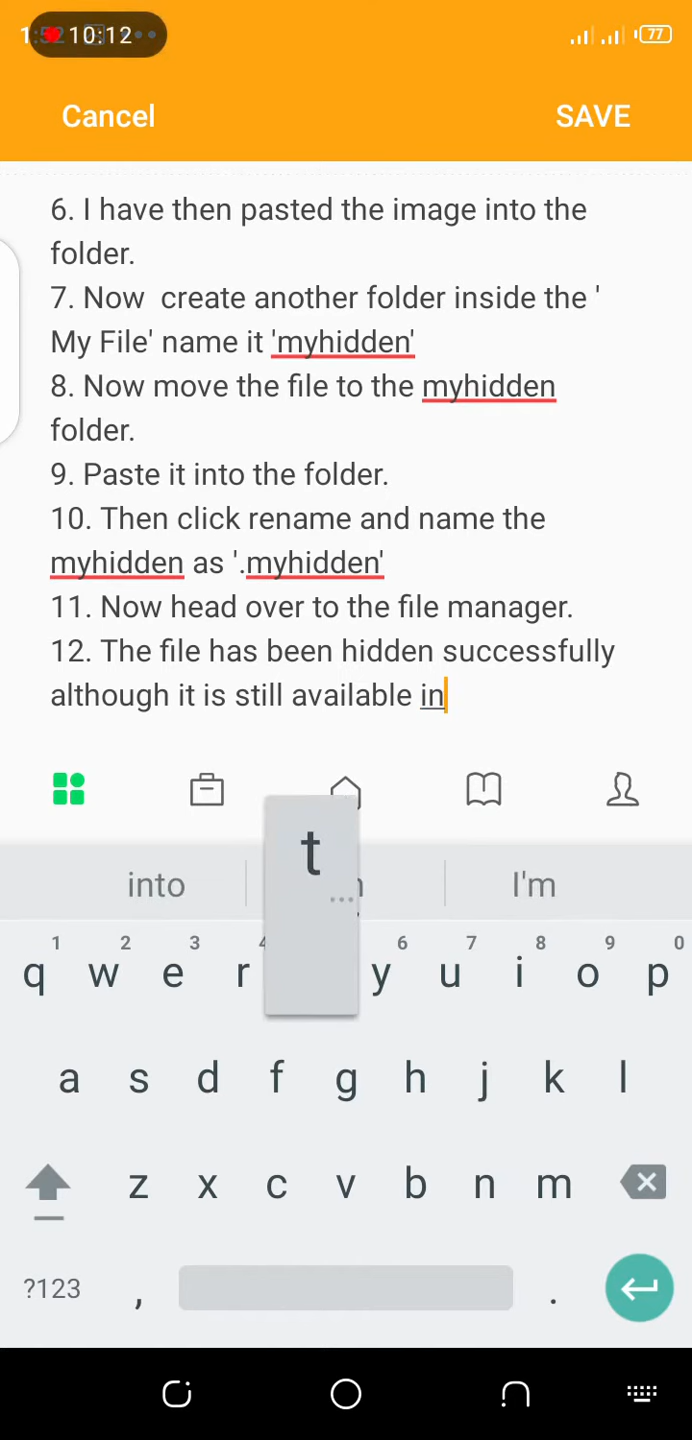 10:12
77
Cancel
SAVE
6. I have then pasted the image into the
folder.
7. Now  create another folder inside the '
My File' name it 'myhidden'
8. Now move the file to the myhidden
folder.
9. Paste it into the folder.
10. Then click rename and name the
myhidden as '.myhidden'
11. Now head over to the file manager.
12. The file has been hidden successfully
although it is still available in
t
into
I'm
1 2 3 4 6 7 8 9 0
q w e r y u i o p
a s d f g h j k l
z x c v b n m
?123 , .